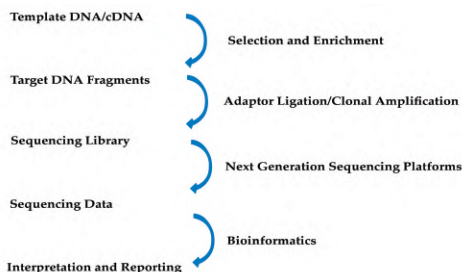 Template DNA/cDNA
Selection and Enrichment
Target DNA Fragments
Adaptor Ligation/Clonal Amplification
Sequencing Library
Next Generation Sequencing Platforms
Sequencing Data
Bioinformatics
Interpretation and Reporting